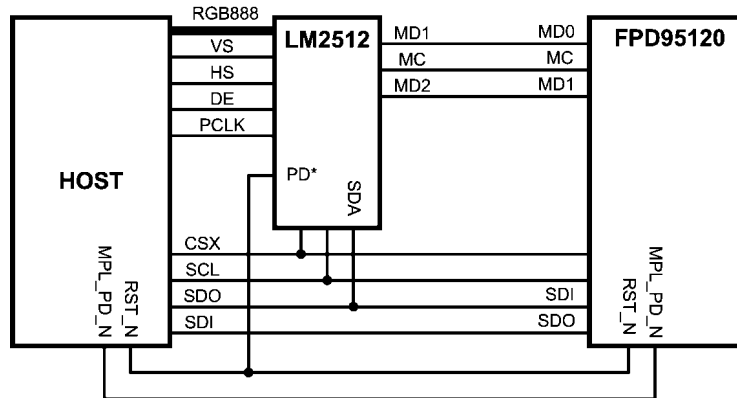 RGB888
LM2512
FPD95120
VS
MD1
MD0
HS
MC
MC
DE
MD2
MD1
PCLK
HOST
PD*
SDA
CSX
SCL
SDO
SDI
SDI
SDO
MPL_PD_N
RST_N
RST_N
MPL_PD_N